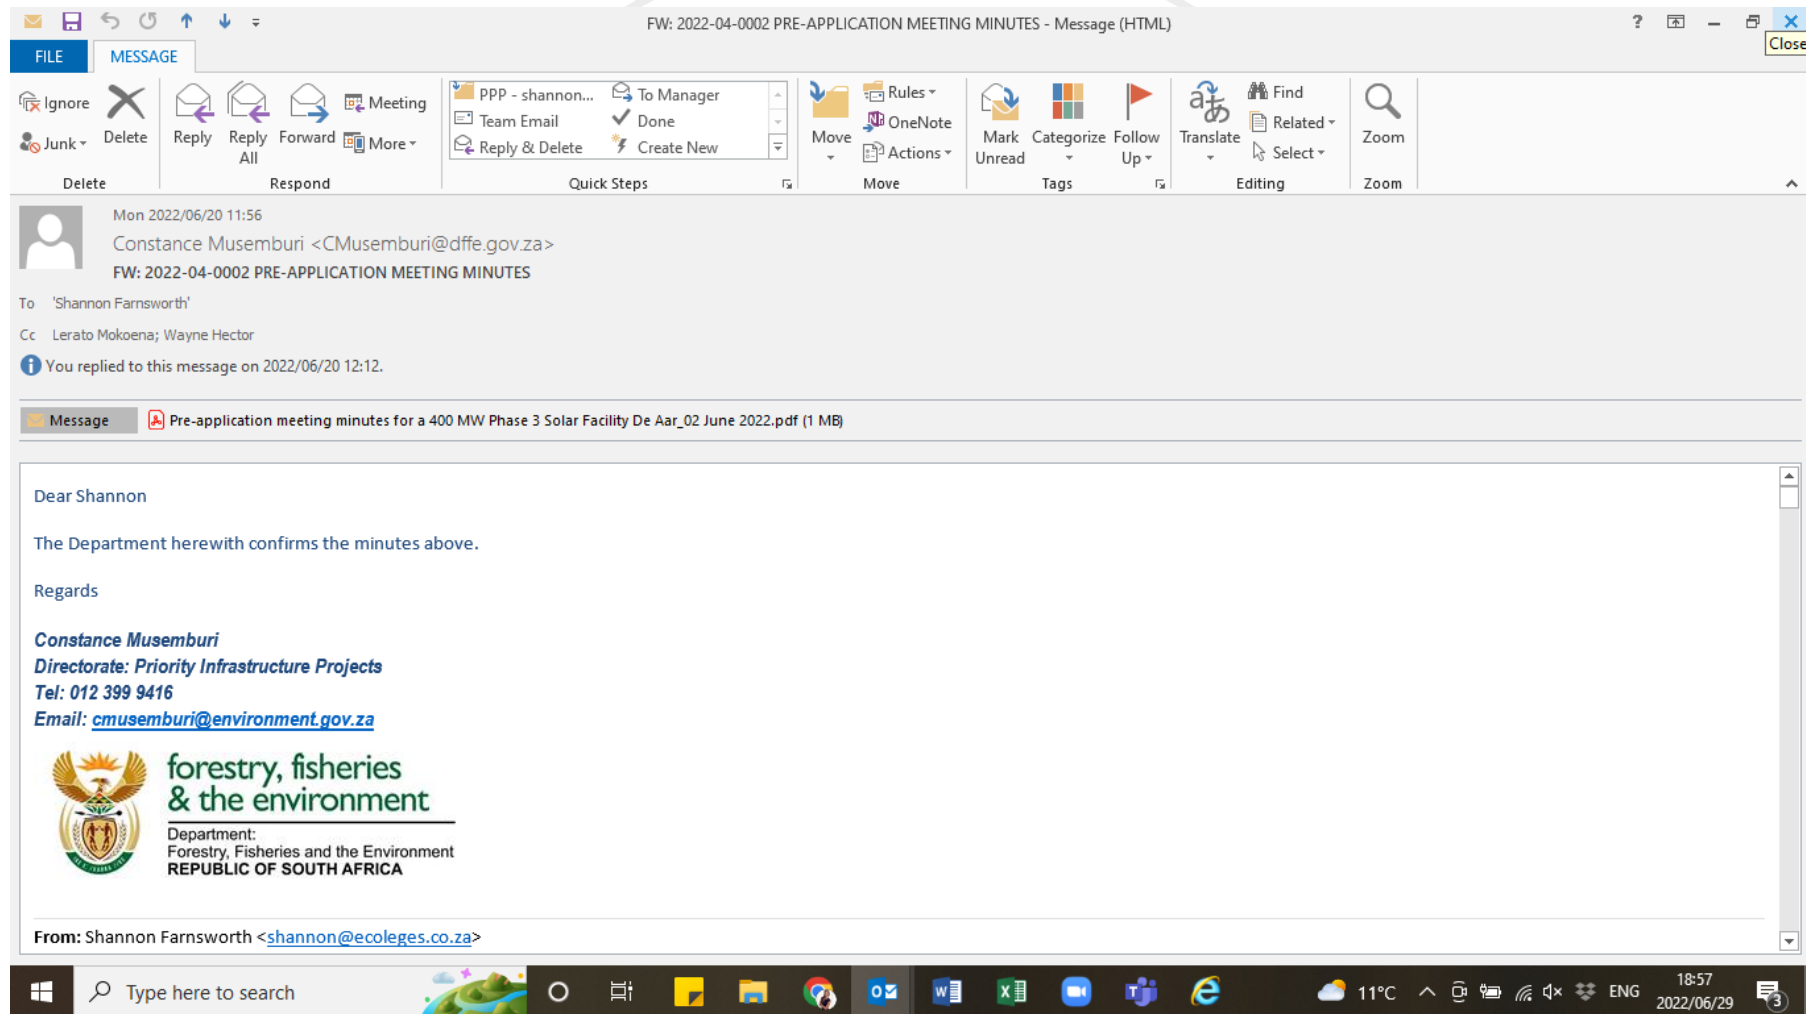 FW: 2022-04-0002 PRE-APPLICATION MEETING MINUTES - Message (HTML)
?
Close
FILE MESSAGE
Ignore
Junk
Delete
Reply
Reply All
Forward
Meeting
More
PPP - shannon...
To Manager
Team Email
Done
Reply & Delete
Create New
Move
Rules
OneNote
Actions
Mark Unread
Categorize
Follow Up
Translate
Find
Related
Select
Zoom
Delete Respond Quick Steps Move Tags Editing Zoom
Mon 2022/06/20 11:56
Constance Musemburi <CMusemburi@dffe.gov.za>
FW: 2022-04-0002 PRE-APPLICATION MEETING MINUTES
To 'Shannon Farnsworth'
Cc Lerato Mokoena; Wayne Hector
You replied to this message on 2022/06/20 12:12.
Message Pre-application meeting minutes for a 400 MW Phase 3 Solar Facility De Aar_02 June 2022.pdf (1 MB)
Dear Shannon
The Department herewith confirms the minutes above.
Regards
Constance Musemburi
Directorate: Priority Infrastructure Projects
Tel: 012 399 9416
Email: cmusemburi@environment.gov.za
forestry, fisheries
& the environment
Department:
Forestry, Fisheries and the Environment
REPUBLIC OF SOUTH AFRICA
From: Shannon Farnsworth <shannon@ecoleges.co.za>
Type here to search
11°C ENG
18:57
2022/06/29
3